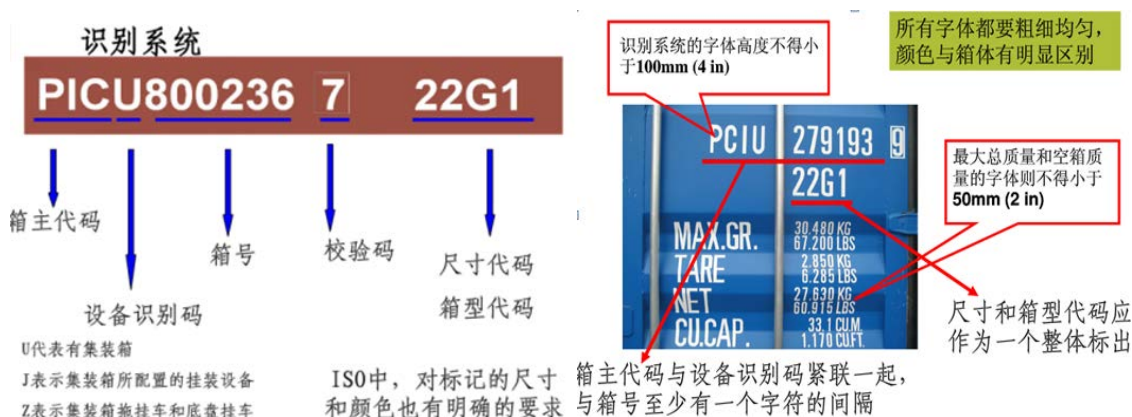 识别系统
PICU800236 7 22G1
箱主代码
设备识别码
箱号
校验码
尺寸代码
箱型代码
U代表有集装箱
J表示集装箱所配置的挂装设备
Z表示集装箱拖挂车和底盘挂车
ISO中，对标记的尺寸
和颜色也有明确的要求
识别系统的字体高度不得小
于100mm (4 in)
所有字体都要粗细均匀，
颜色与箱体有明显区别
PCIU 279193 9
22G1
MAX.GR. 30.480 KG
67.200 LBS
TARE 2.850 KG
6.285 LBS
NET 27.630 KG
60.915 LBS
CU.CAP. 33.1 CU.M.
1.170 CU.FT.
最大总质量和空箱质
量的字体则不得小于
50mm (2 in)
尺寸和箱型代码应
作为一个整体标出
箱主代码与设备识别码紧联一起，
与箱号至少有一个字符的间隔